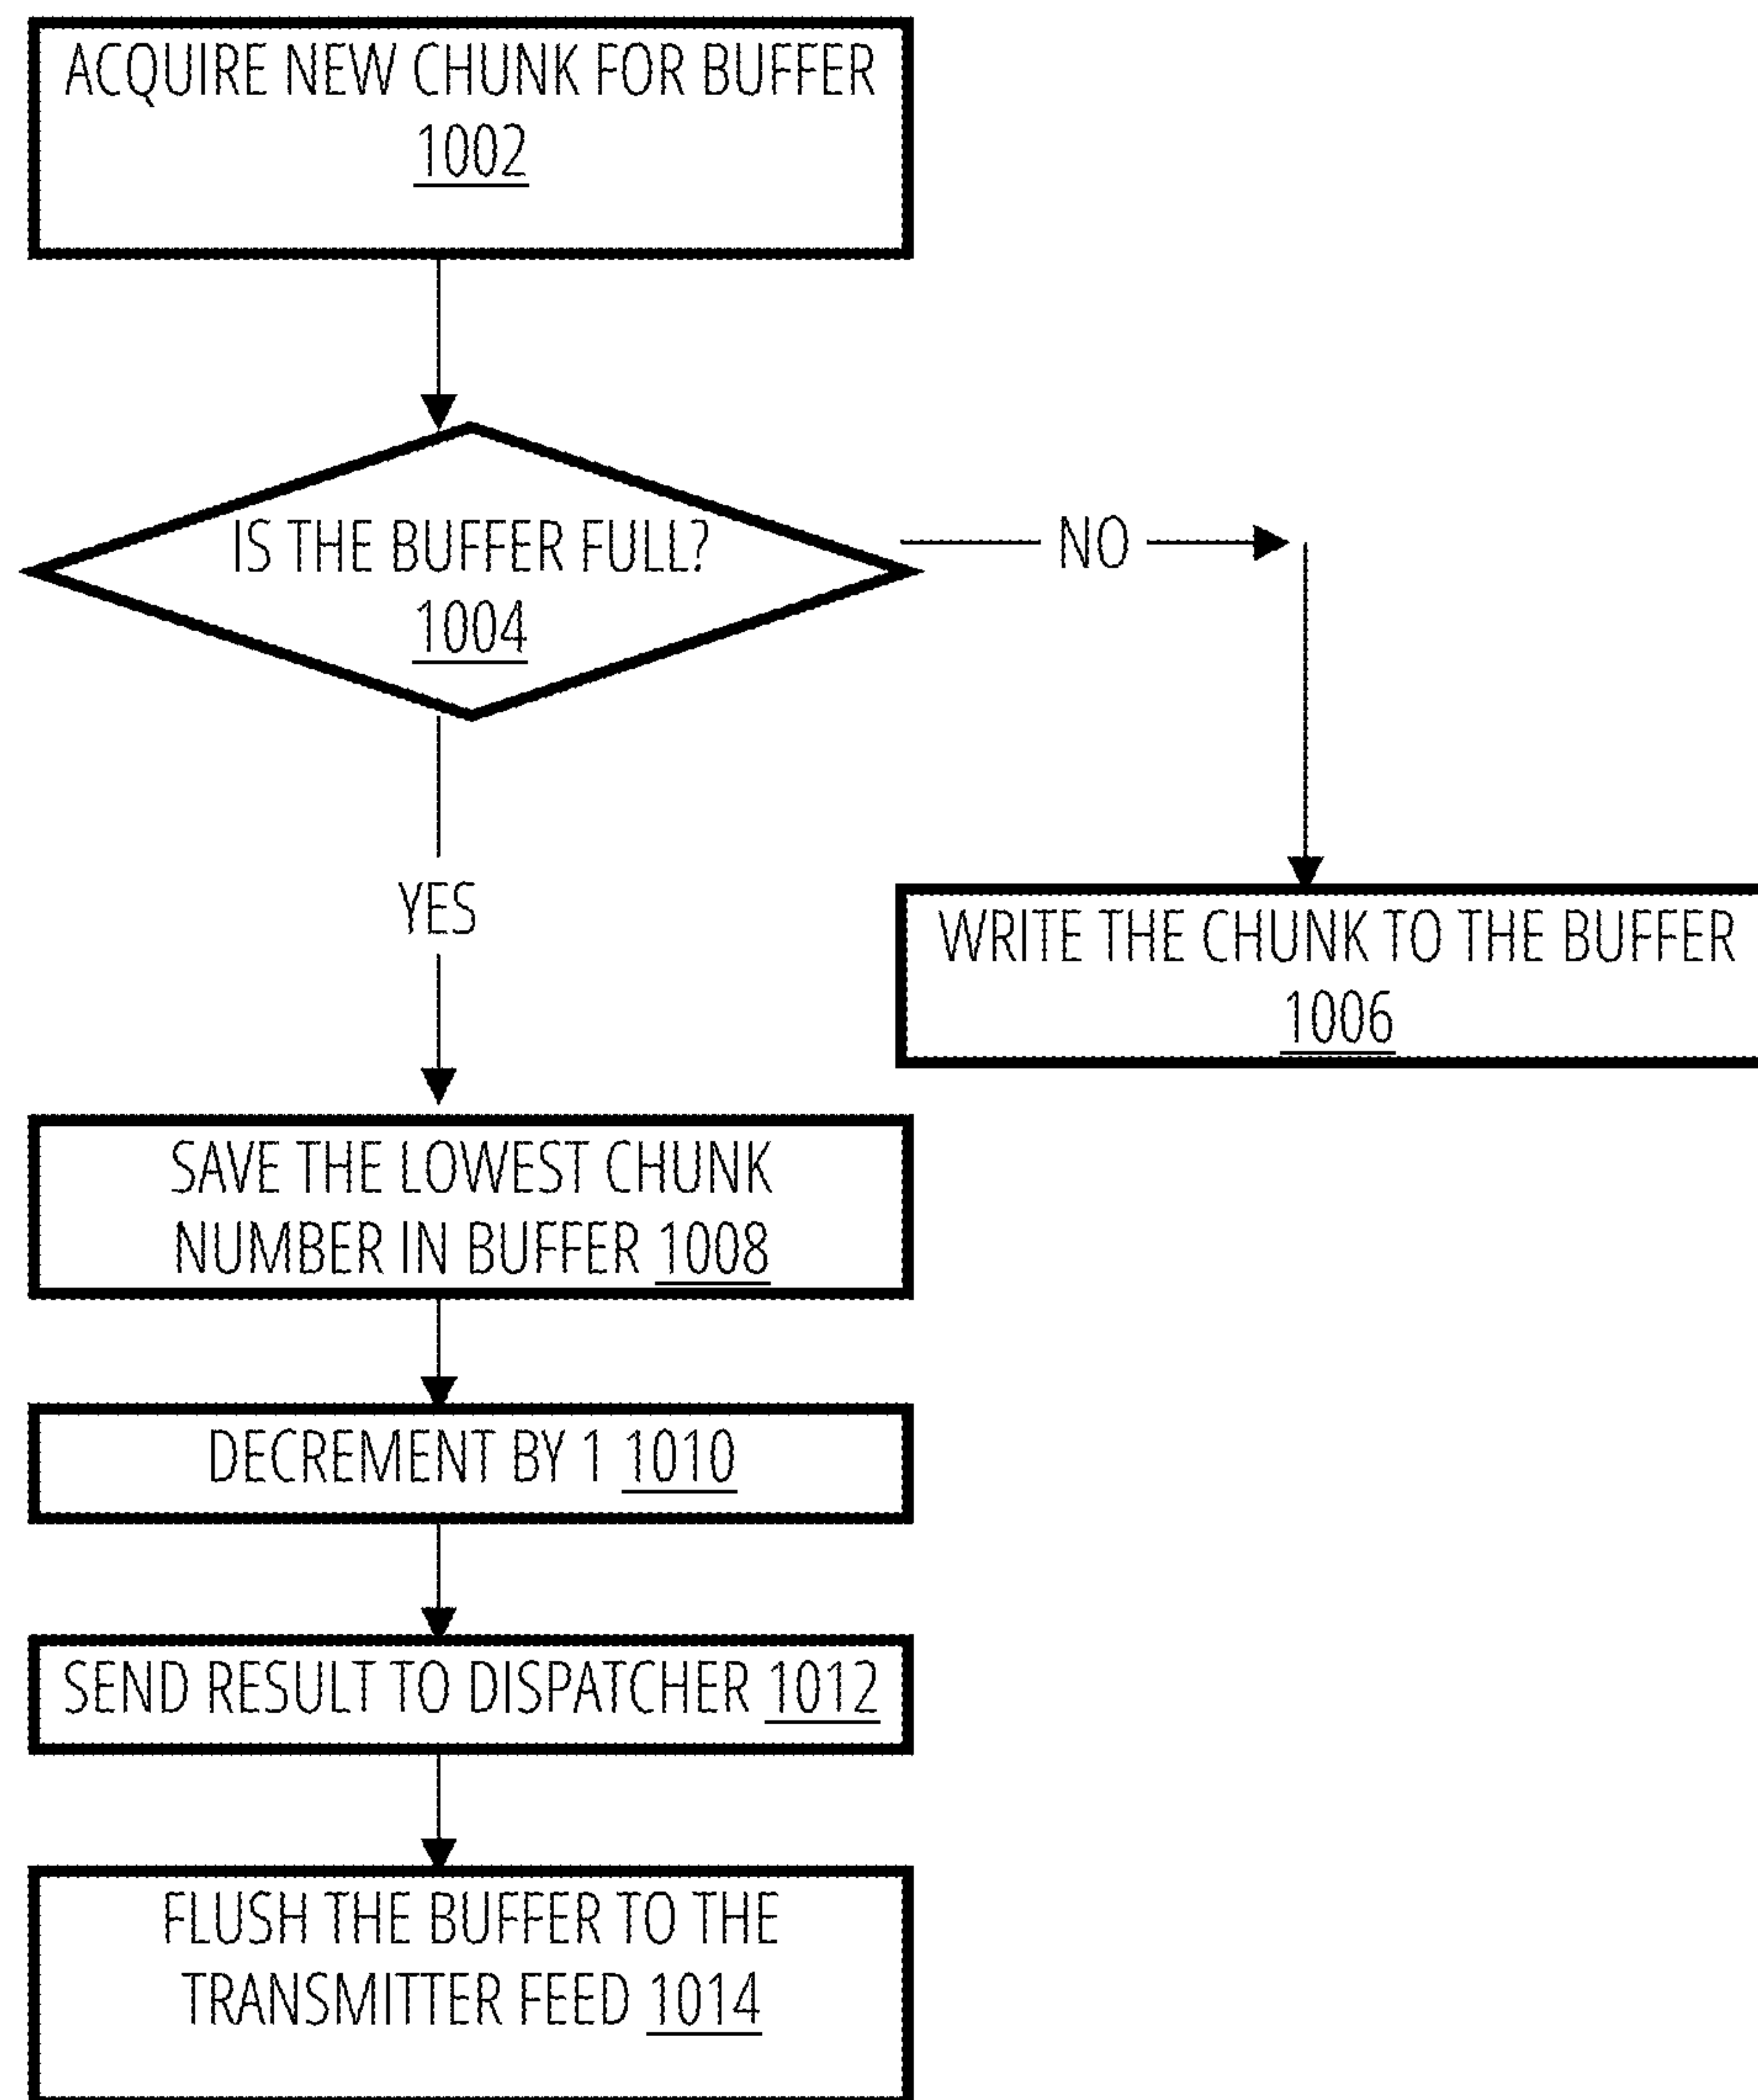 ACQUIRE NEW CHUNK FOR BUFFER
1002
IS THE BUFFER FULL?
1004
NO
YES
WRITE THE CHUNK TO THE BUFFER
1006
SAVE THE LOWEST CHUNK
NUMBER IN BUFFER 1008
DECREMENT BY 1 1010
SEND RESULT TO DISPATCHER 1012
FLUSH THE BUFFER TO THE
TRANSMITTER FEED 1014